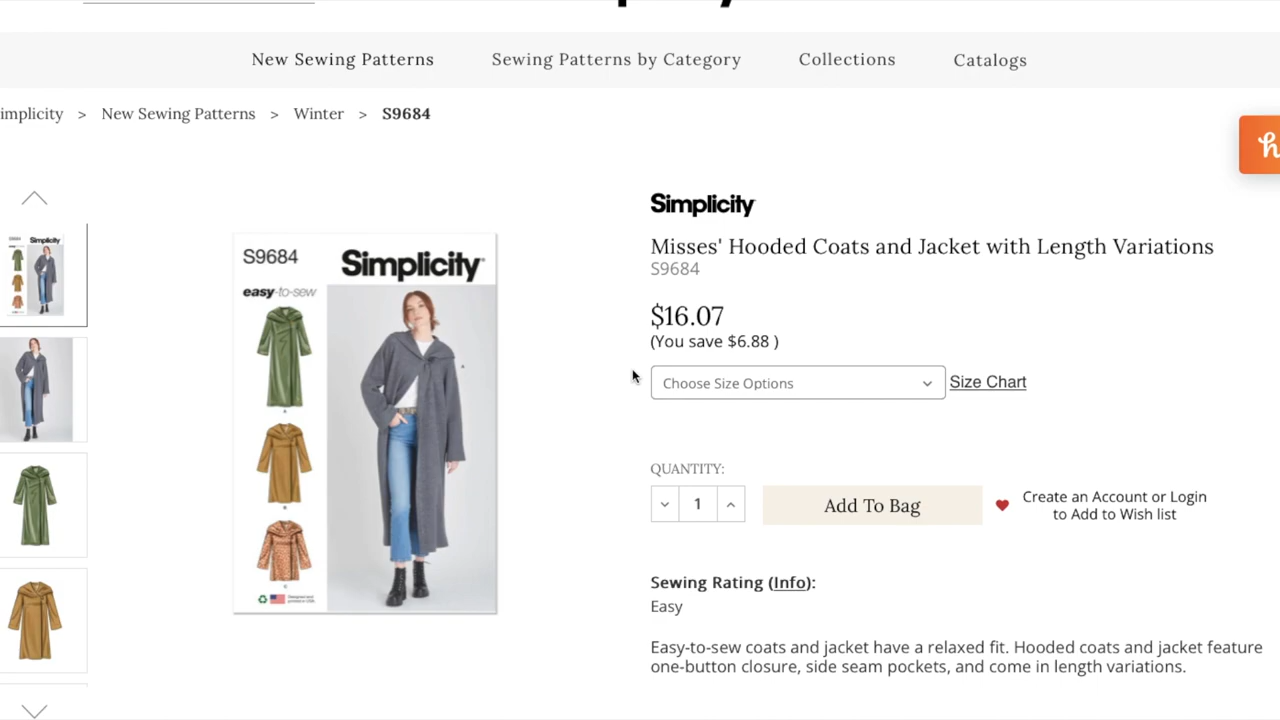 New Sewing Patterns Sewing Patterns by Category Collections Catalogs
implicity > New Sewing Patterns > Winter > S9684
Simplicity
S9684 Simplicity
easy-to-sew
Simplicity
Misses' Hooded Coats and Jacket with Length Variations
S9684
$16.07
(You save $6.88 )
Choose Size Options Size Chart
QUANTITY:
1 Add To Bag
Create an Account or Login
to Add to Wish list
Sewing Rating (Info):
Easy
Easy-to-sew coats and jacket have a relaxed fit. Hooded coats and jacket feature
one-button closure, side seam pockets, and come in length variations.